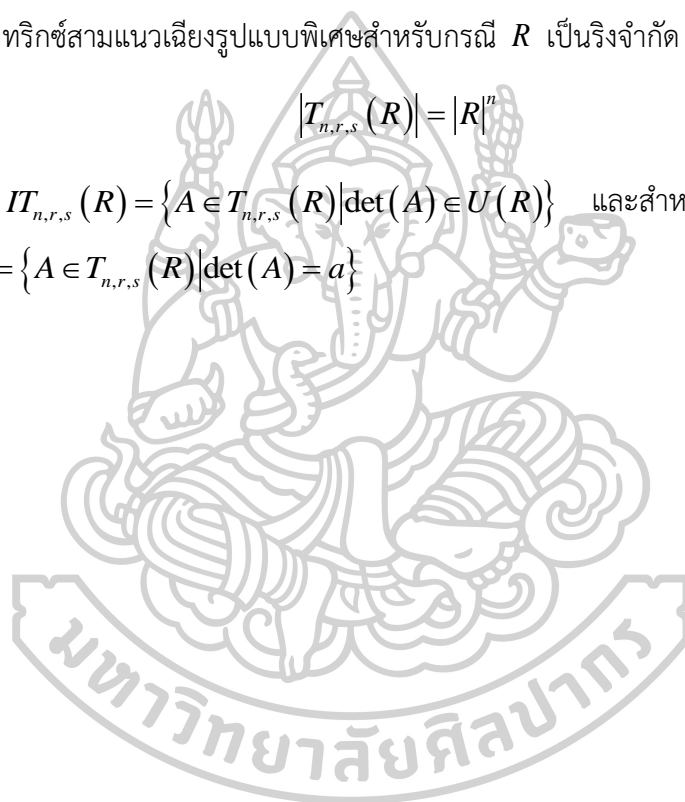 ทริกซ์สามแนวเฉียงรูปแบบพิเศษสำหรับกรณี R เป็นริงจำกัด
|T_{n,r,s}(R)| = |R|^n
IT_{n,r,s}(R) = {A ∈ T_{n,r,s}(R)|det(A) ∈ U(R)} และสำห
= {A ∈ T_{n,r,s}(R)|det(A) = a}
มหาวิทยาลัยศิลปากร